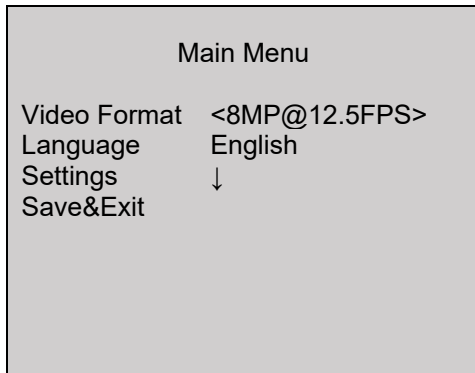 Main Menu
Video Format <8MP@12.5FPS>
Language English
Settings ↓
Save&Exit